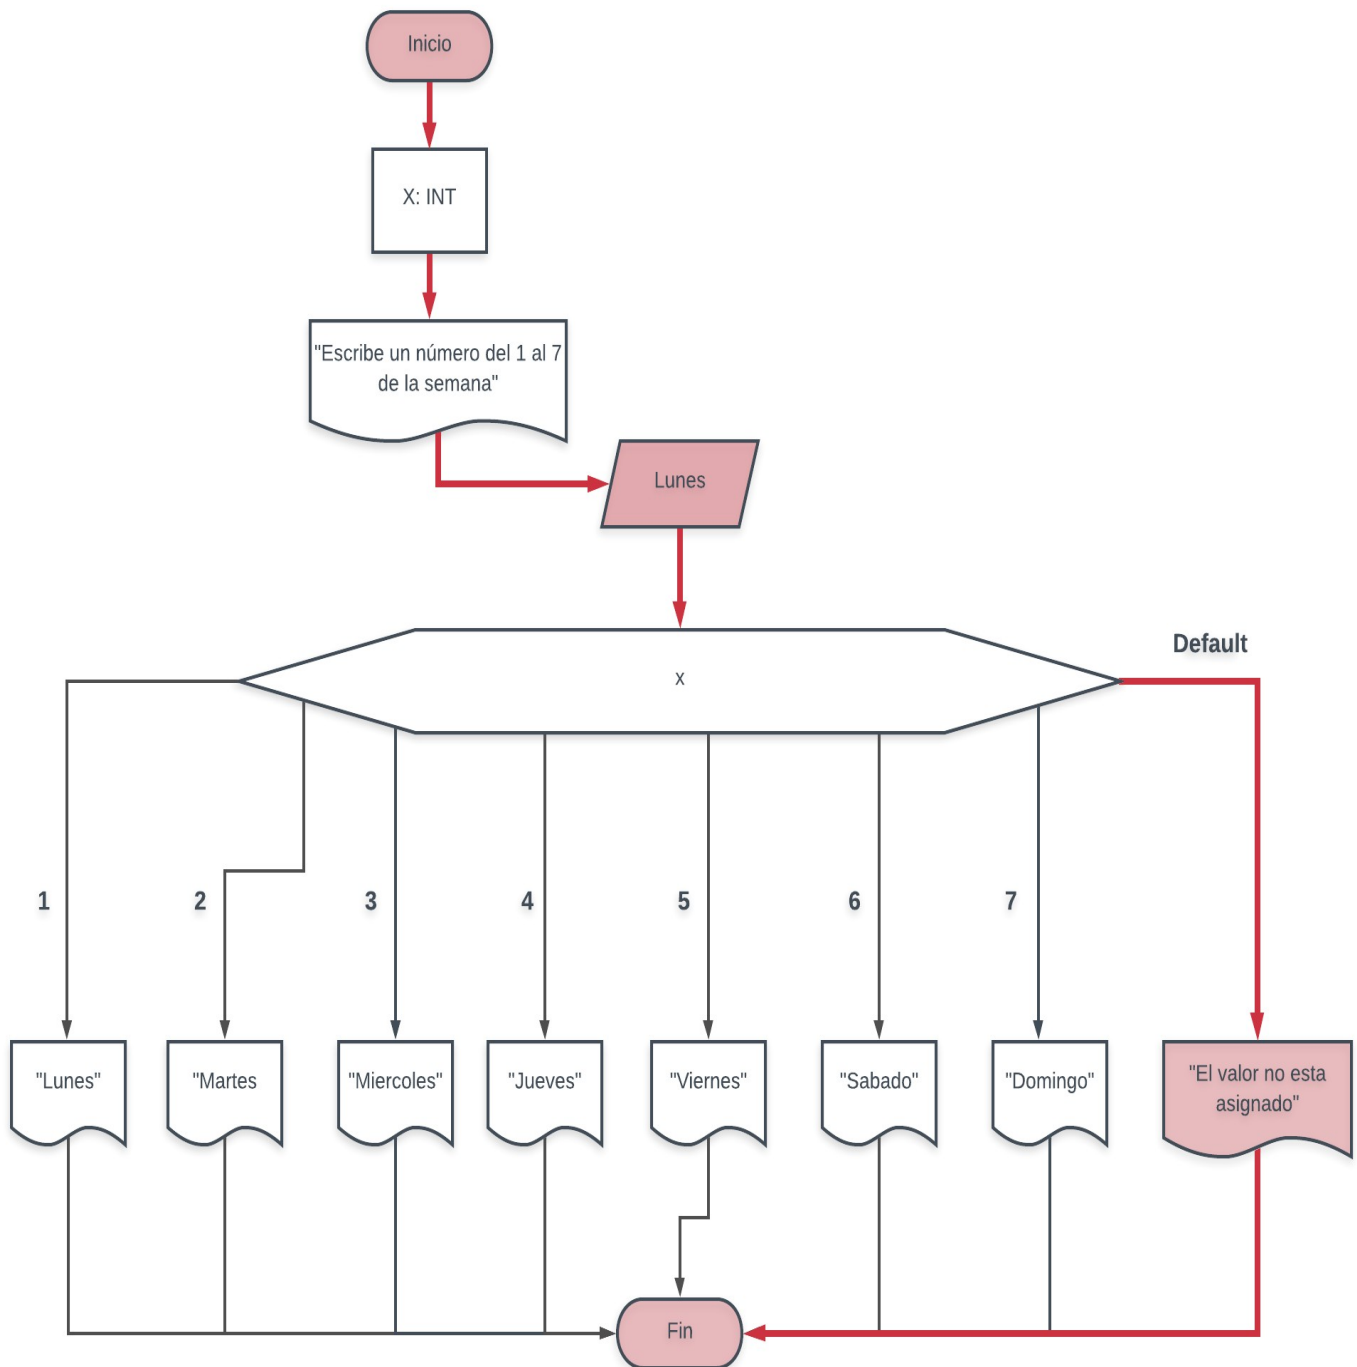 Inicio
X: INT
"Escribe un número del 1 al 7
de la semana"
Lunes
x
Default
1
2
3
4
5
6
7
"Lunes"
"Martes
"Miercoles"
"Jueves"
"Viernes"
"Sabado"
"Domingo"
"El valor no esta
asignado"
Fin